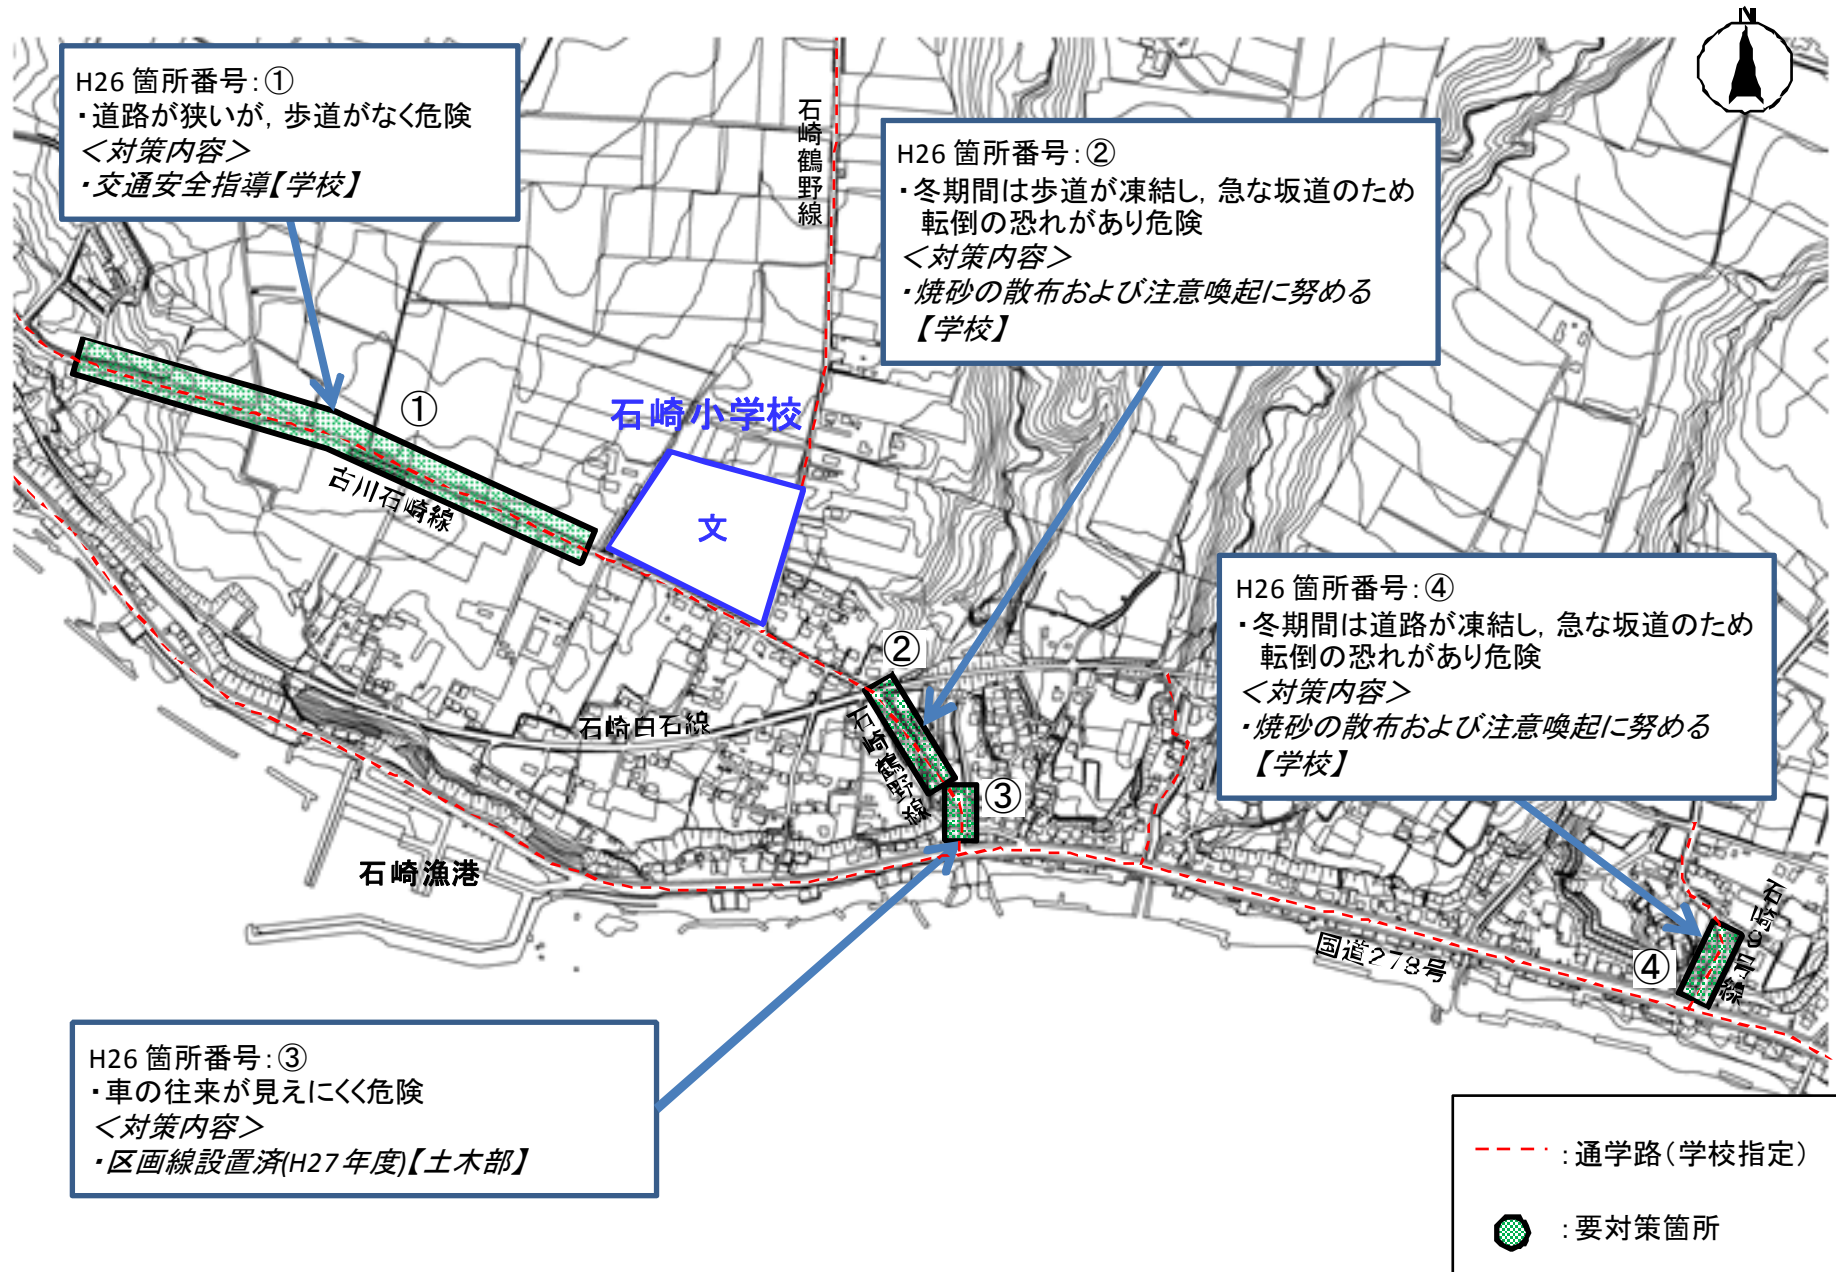 N
H26 箇所番号：①
・道路が狭いが，歩道がなく危険
＜対策内容＞
・交通安全指導【学校】
石崎鶴野線
H26 箇所番号：②
・冬期間は歩道が凍結し，急な坂道のため
転倒の恐れがあり危険
＜対策内容＞
・焼砂の散布および注意喚起に努める
【学校】
①
石崎小学校
古川石崎線
文
H26 箇所番号：④
・冬期間は道路が凍結し，急な坂道のため
転倒の恐れがあり危険
＜対策内容＞
・焼砂の散布および注意喚起に努める
【学校】
②
石崎白石線
③
石崎漁港
国道278号
④
H26 箇所番号：③
・車の往来が見えにくく危険
＜対策内容＞
・区画線設置済(H27年度)【土木部】
：通学路（学校指定）
：要対策箇所